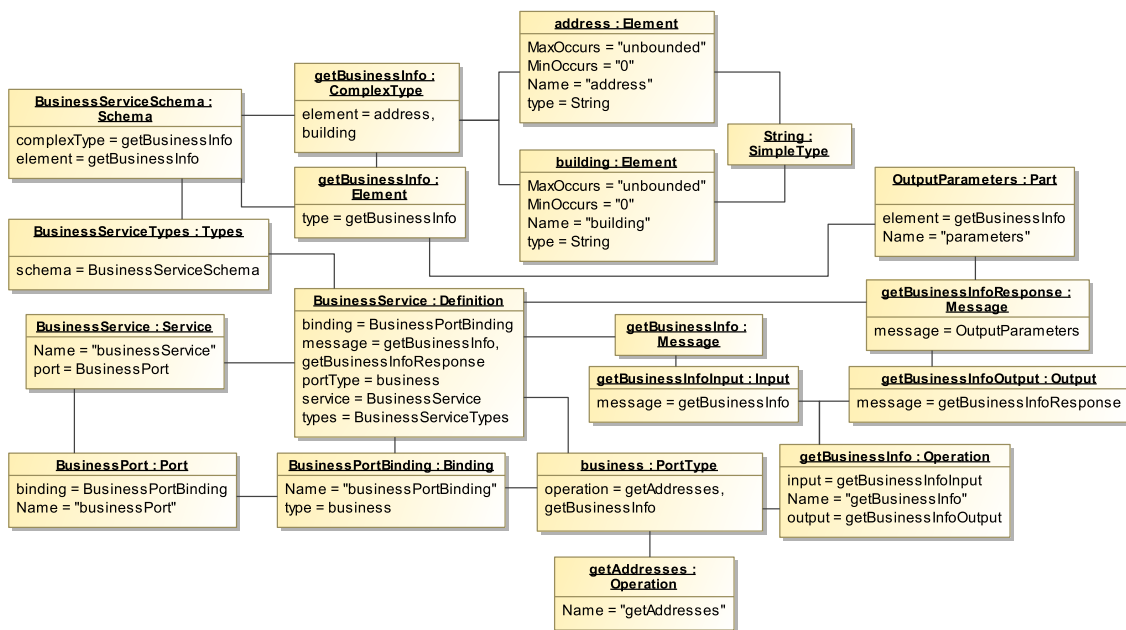 address : Element
MaxOccurs = "unbounded"
MinOccurs = "0"
Name = "address"
type = String
getBusinessInfo :
ComplexType
element = address,
building
BusinessServiceSchema :
Schema
complexType = getBusinessInfo
element = getBusinessInfo
String :
SimpleType
building : Element
MaxOccurs = "unbounded"
MinOccurs = "0"
Name = "building"
type = String
getBusinessInfo :
Element
type = getBusinessInfo
OutputParameters : Part
element = getBusinessInfo
Name = "parameters"
BusinessServiceTypes : Types
schema = BusinessServiceSchema
BusinessService : Definition
binding = BusinessPortBinding
message = getBusinessInfo,
getBusinessInfoResponse
portType = business
service = BusinessService
types = BusinessServiceTypes
getBusinessInfoResponse :
Message
message = OutputParameters
BusinessService : Service
Name = "businessService"
port = BusinessPort
getBusinessInfo :
Message
getBusinessInfoInput : Input
message = getBusinessInfo
getBusinessInfoOutput : Output
message = getBusinessInfoResponse
BusinessPort : Port
binding = BusinessPortBinding
Name = "businessPort"
BusinessPortBinding : Binding
Name = "businessPortBinding"
type = business
business : PortType
operation = getAddresses,
getBusinessInfo
getBusinessInfo : Operation
input = getBusinessInfoInput
Name = "getBusinessInfo"
output = getBusinessInfoOutput
getAddresses :
Operation
Name = "getAddresses"